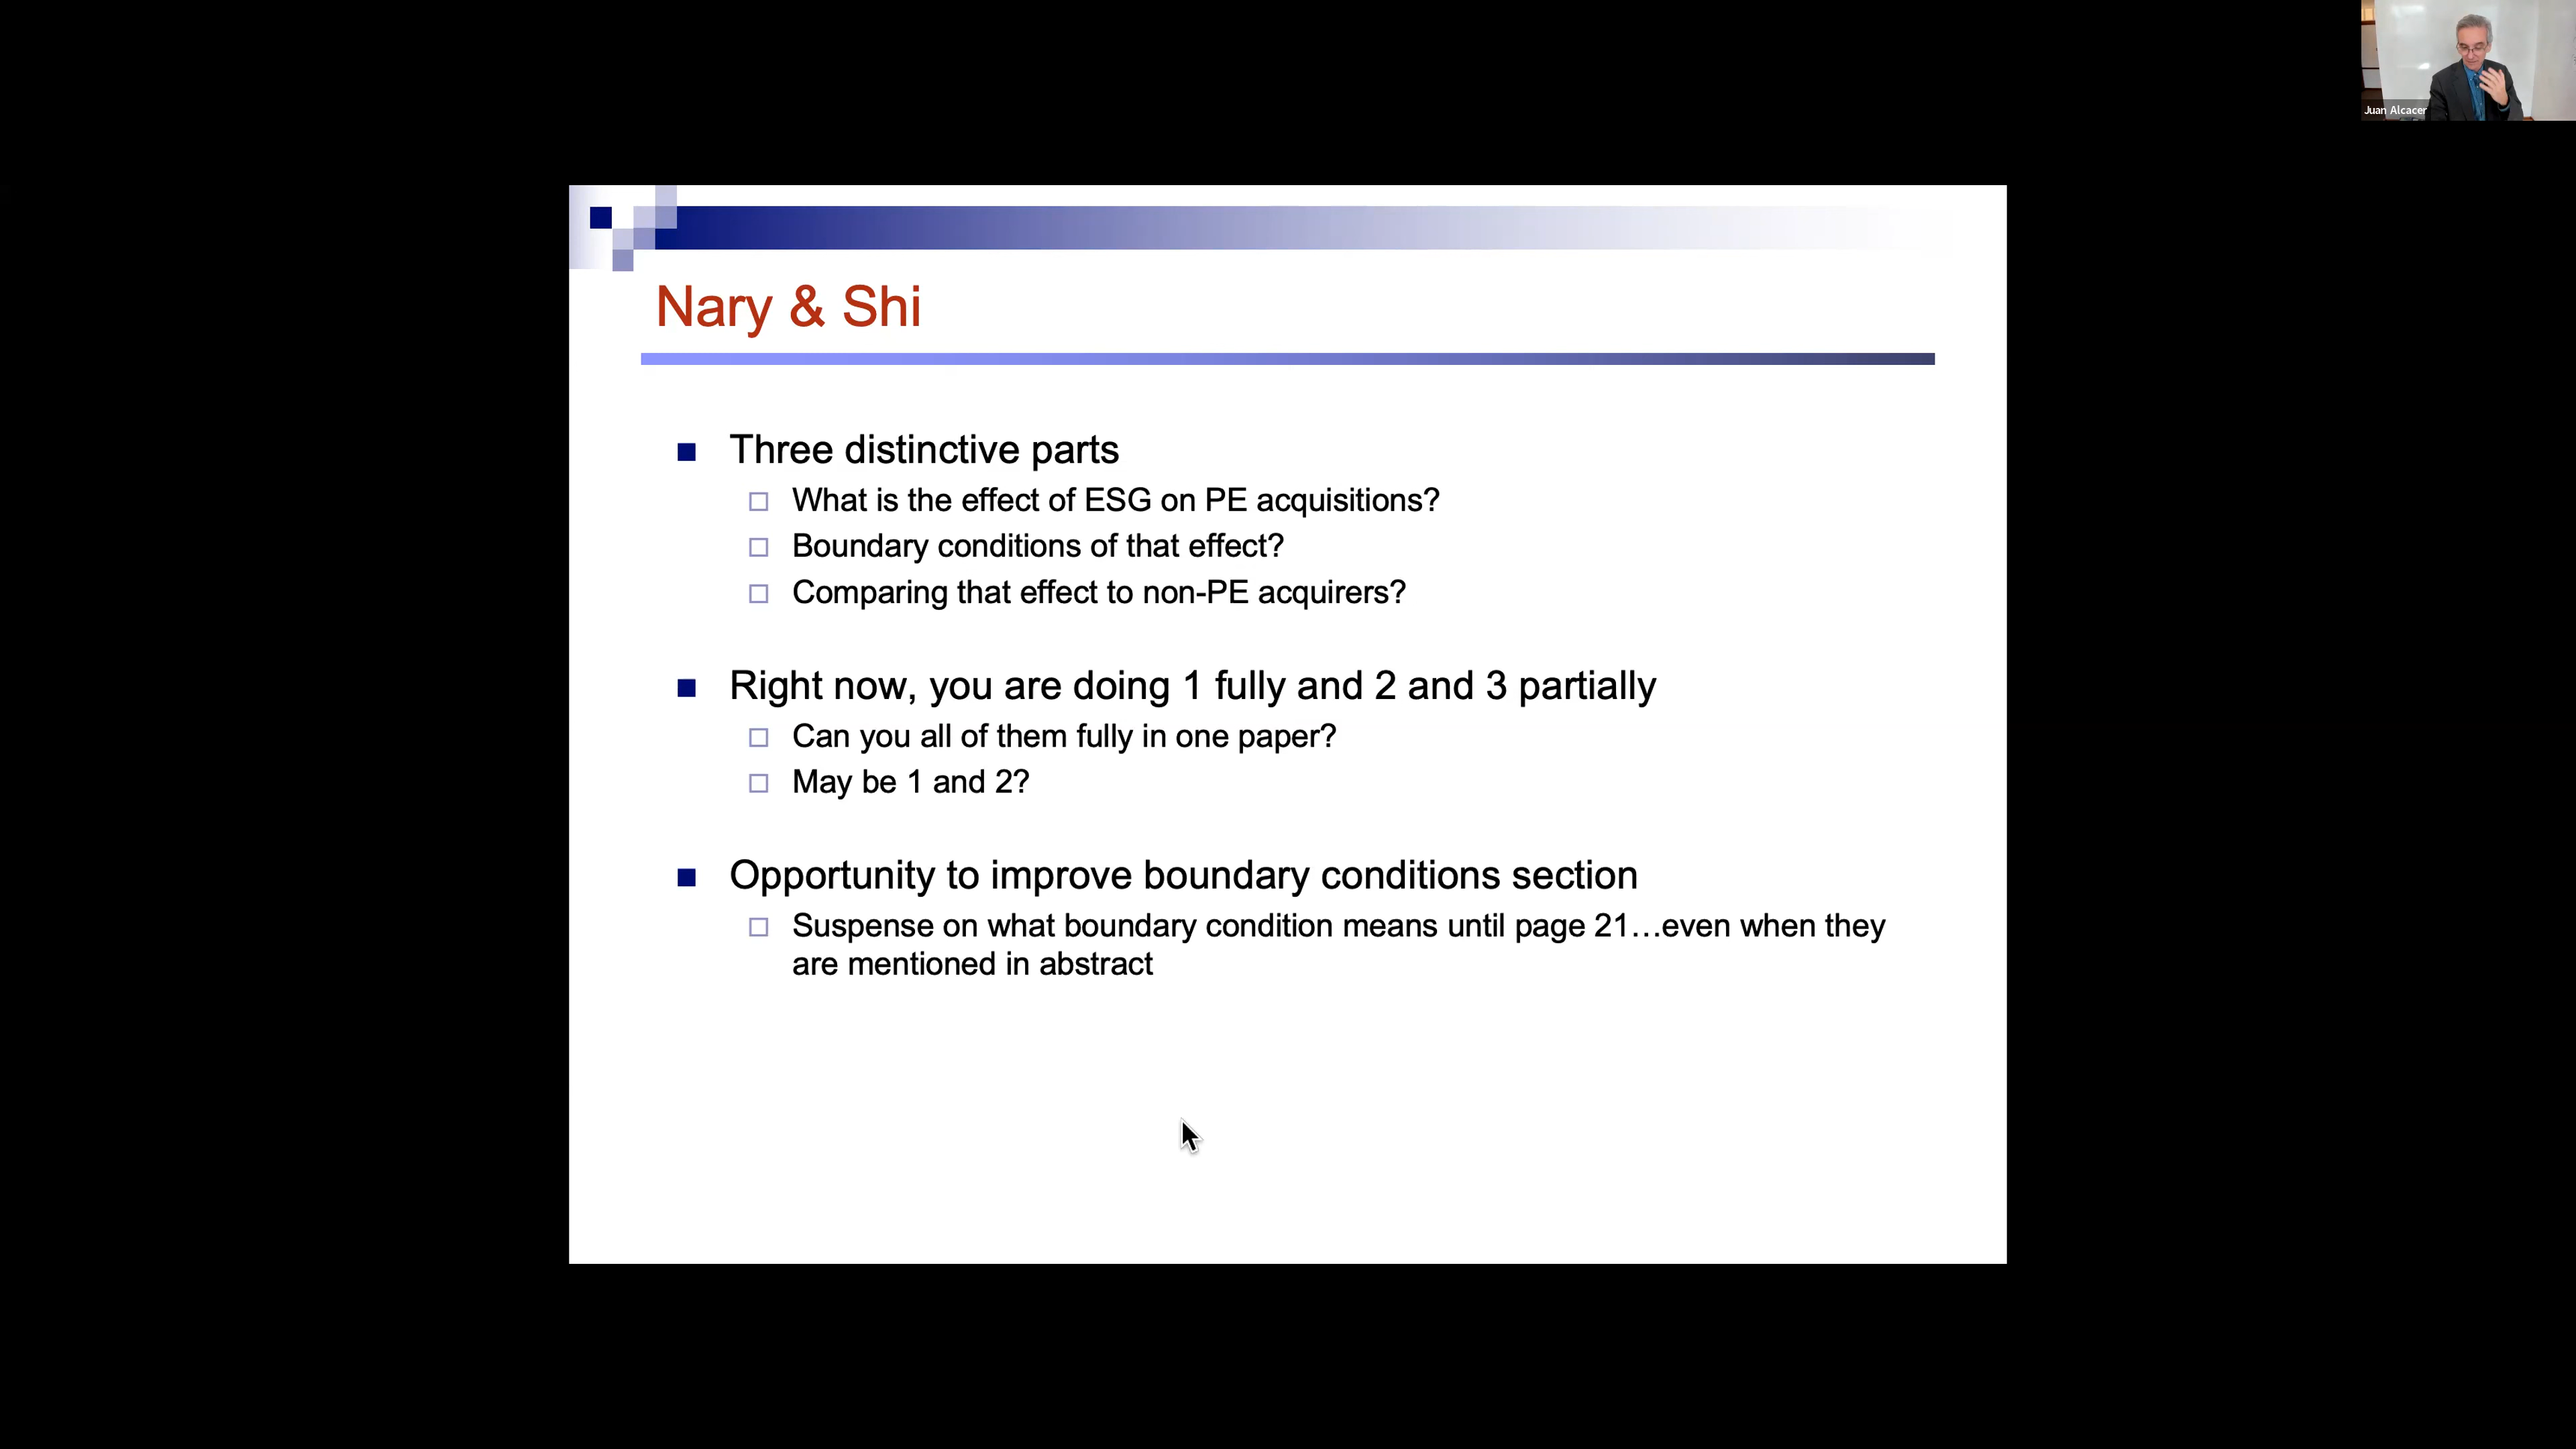 Juan Alcacer
Nary & Shi
Three distinctive parts
What is the effect of ESG on PE acquisitions?
Boundary conditions of that effect?
Comparing that effect to non-PE acquirers?
Right now, you are doing 1 fully and 2 and 3 partially
Can you all of them fully in one paper?
May be 1 and 2?
Opportunity to improve boundary conditions section
Suspense on what boundary condition means until page 21…even when they
are mentioned in abstract